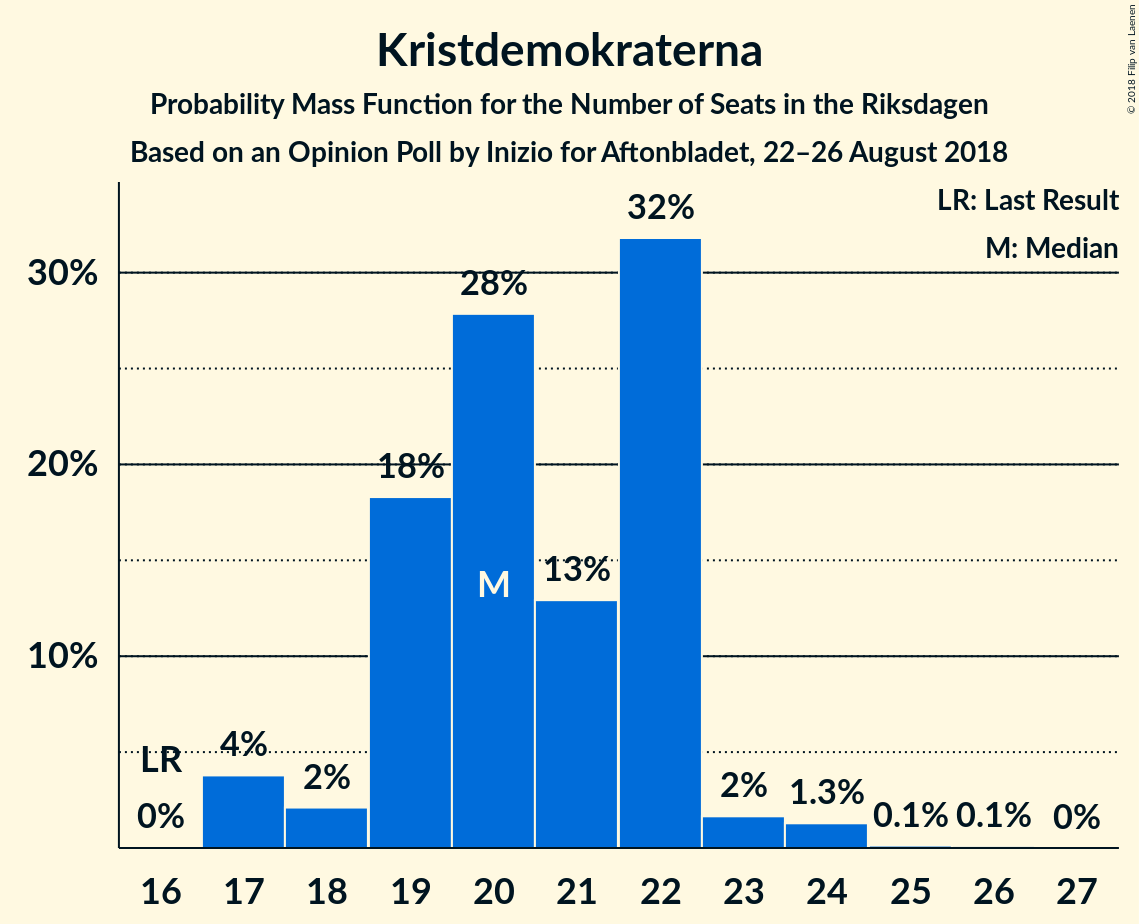 Kristdemokraterna
Probability Mass Function for the Number of Seats in the Riksdagen
Based on an Opinion Poll by Inizio for Aftonbladet, 22–26 August 2018
© 2018 Filip van Laenen
LR: Last Result
M: Median
30%
20%
10%
LR
0%
4%
2%
18%
28%
M
13%
32%
2%
1.3%
0.1%
0.1%
0%
16 17 18 19 20 21 22 23 24 25 26 27